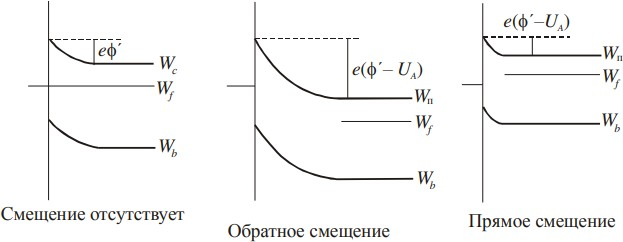 eϕ´
W_c
W_f
W_b
Смещение отсутствует
e(ϕ´– U_A)
W_п
W_f
W_b
Обратное смещение
e(ϕ´–U_A)
W_п
W_f
W_b
Прямое смещение